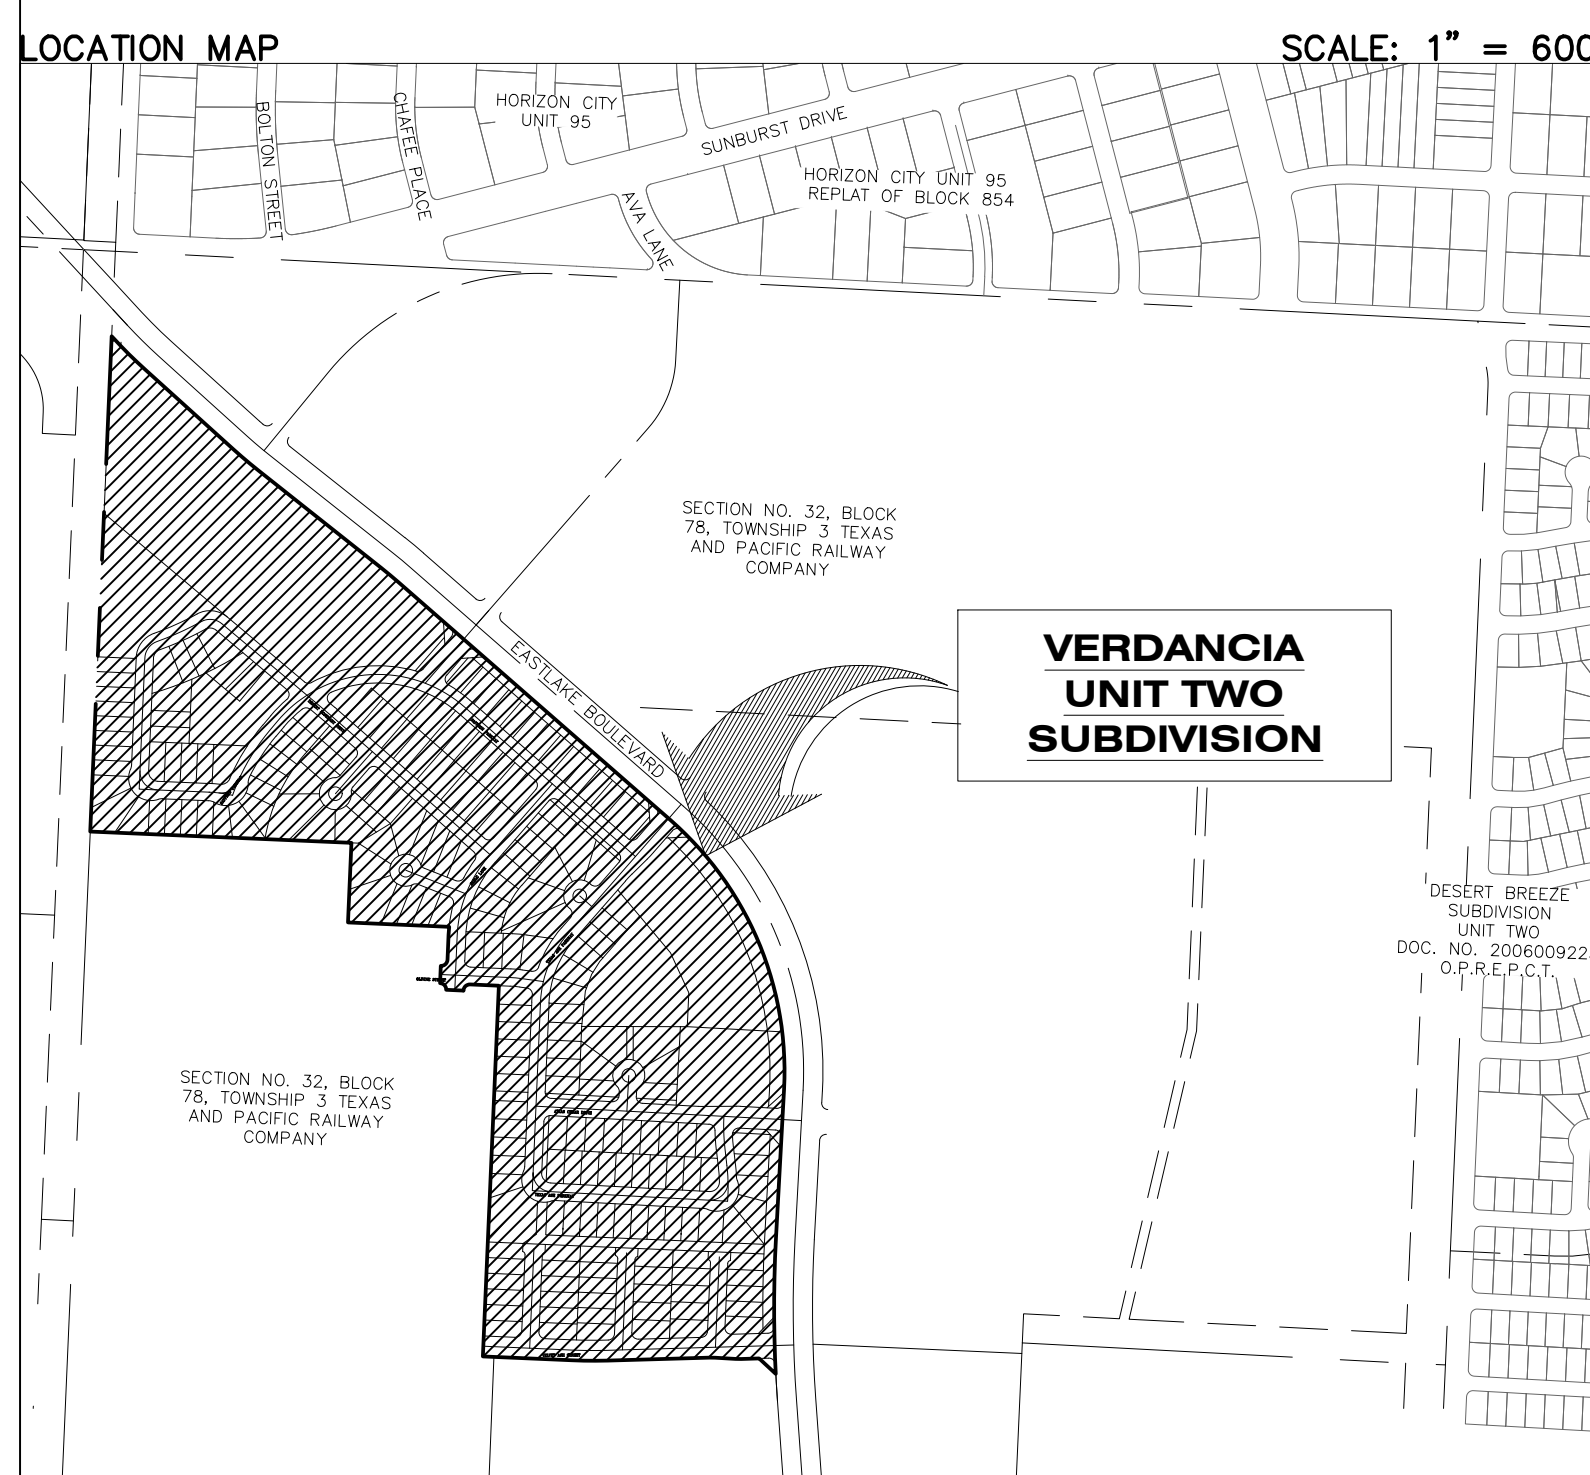 LOCATION MAP
SCALE: 1" = 600
HORIZON CITY
UNIT 95
BOLTON STREET
CHAFEE PLACE
SUNBURST DRIVE
HORIZON CITY UNIT 95
REPLAT OF BLOCK 854
AVA LANE
SECTION NO. 32, BLOCK
78, TOWNSHIP 3 TEXAS
AND PACIFIC RAILWAY
COMPANY
EASTLAKE BOULEVARD
VERDANCIA
UNIT TWO
SUBDIVISION
DESERT BREEZE
SUBDIVISION
UNIT TWO
DOC. NO. 200600922
O.P.R.E.P.C.T.
SECTION NO. 32, BLOCK
78, TOWNSHIP 3 TEXAS
AND PACIFIC RAILWAY
COMPANY